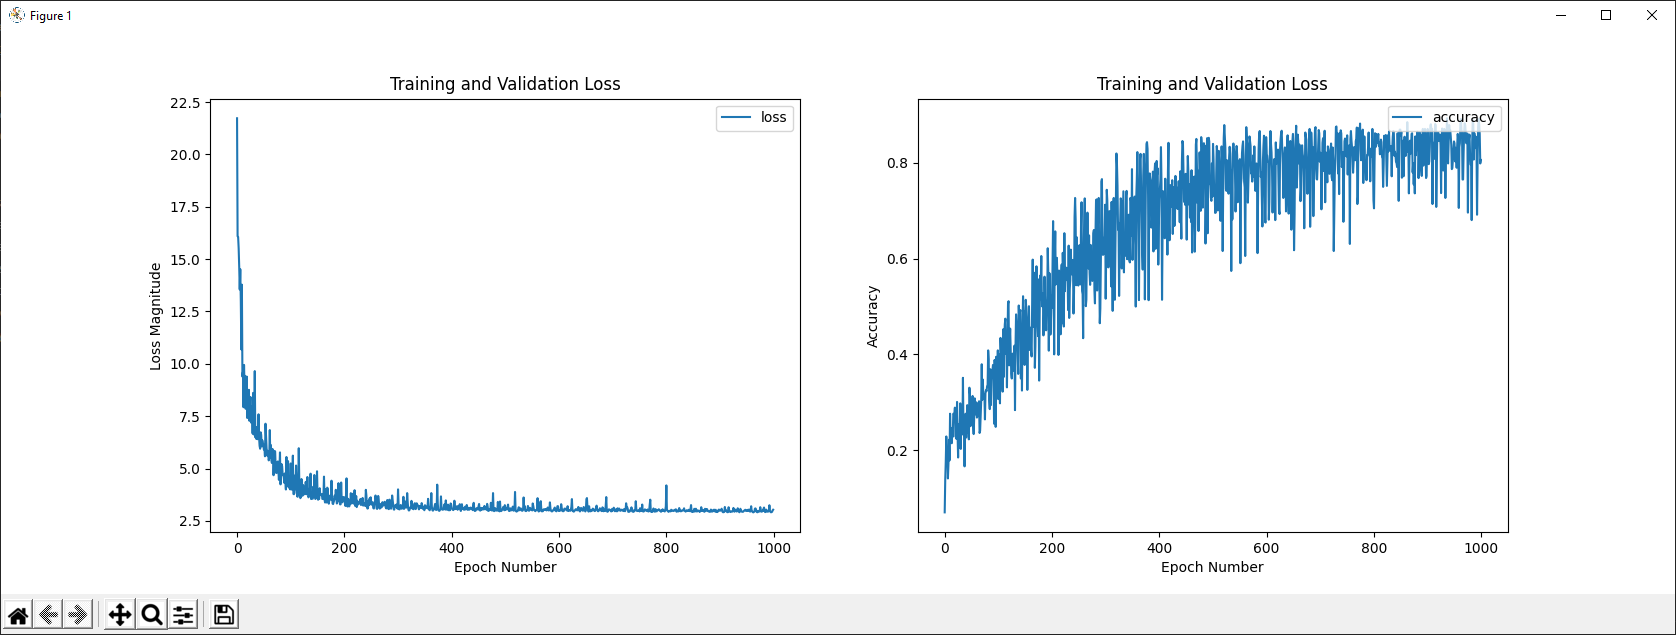 Figure 1
Training and Validation Loss
loss
22.5
20.0
17.5
15.0
12.5
10.0
7.5
5.0
2.5
Loss Magnitude
0 200 400 600 800 1000
Epoch Number
Training and Validation Loss
accuracy
0.8
0.6
0.4
0.2
Accuracy
0 200 400 600 800 1000
Epoch Number